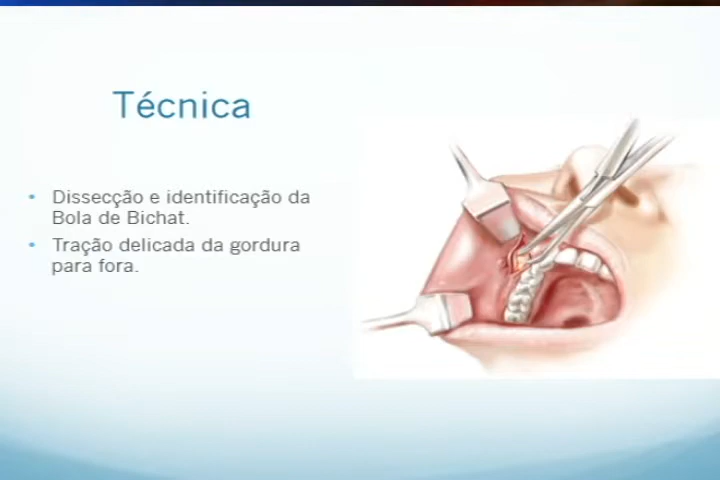 Técnica
• Dissecção e identificação da
Bola de Bichat.
• Tração delicada da gordura
para fora.